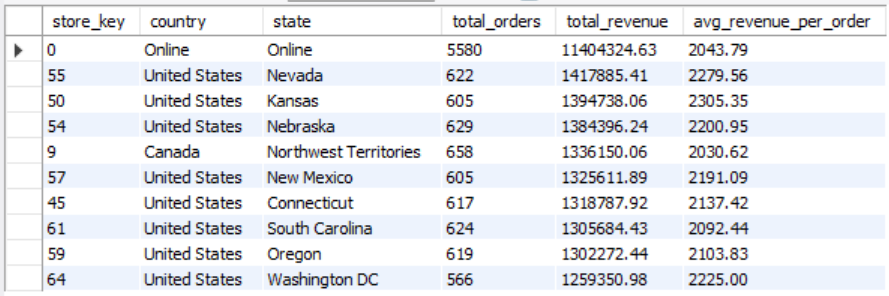 store_key country state total_orders total_revenue avg_revenue_per_order
0 Online Online 5580 11404324.63 2043.79
55 United States Nevada 622 1417885.41 2279.56
50 United States Kansas 605 1394738.06 2305.35
54 United States Nebraska 629 1384396.24 2200.95
9 Canada Northwest Territories 658 1336150.06 2030.62
57 United States New Mexico 605 1325611.89 2191.09
45 United States Connecticut 617 1318787.92 2137.42
61 United States South Carolina 624 1305684.43 2092.44
59 United States Oregon 619 1302272.44 2103.83
64 United States Washington DC 566 1259350.98 2225.00